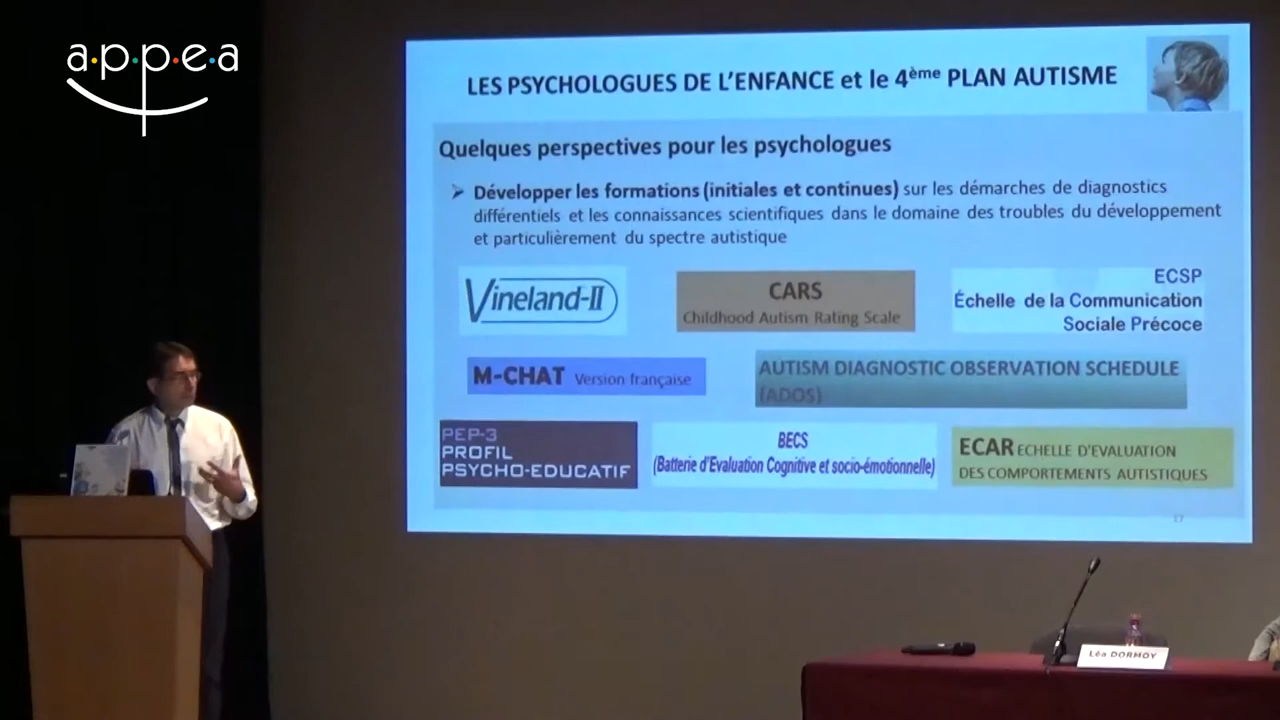 appea
LES PSYCHOLOGUES DE L'ENFANCE et le 4ème PLAN AUTISME
Quelques perspectives pour les psychologues
➢ Développer les formations (initiales et continues) sur les démarches de diagnostics
différentiels et les connaissances scientifiques dans le domaine des troubles du développement
et particulièrement du spectre autistique
Vineland-II
CARS
Childhood Autism Rating Scale
ECSP
Échelle de la Communication
Sociale Précoce
M-CHAT Version française
AUTISM DIAGNOSTIC OBSERVATION SCHEDULE
(ADOS)
PEP-3
PROFIL
PSYCHO-EDUCATIF
BECS
(Batterie d'Evaluation Cognitive et socio-émotionnelle)
ECAR ECHELLE D'EVALUATION
DES COMPORTEMENTS AUTISTIQUES
17
Léa DORMOY